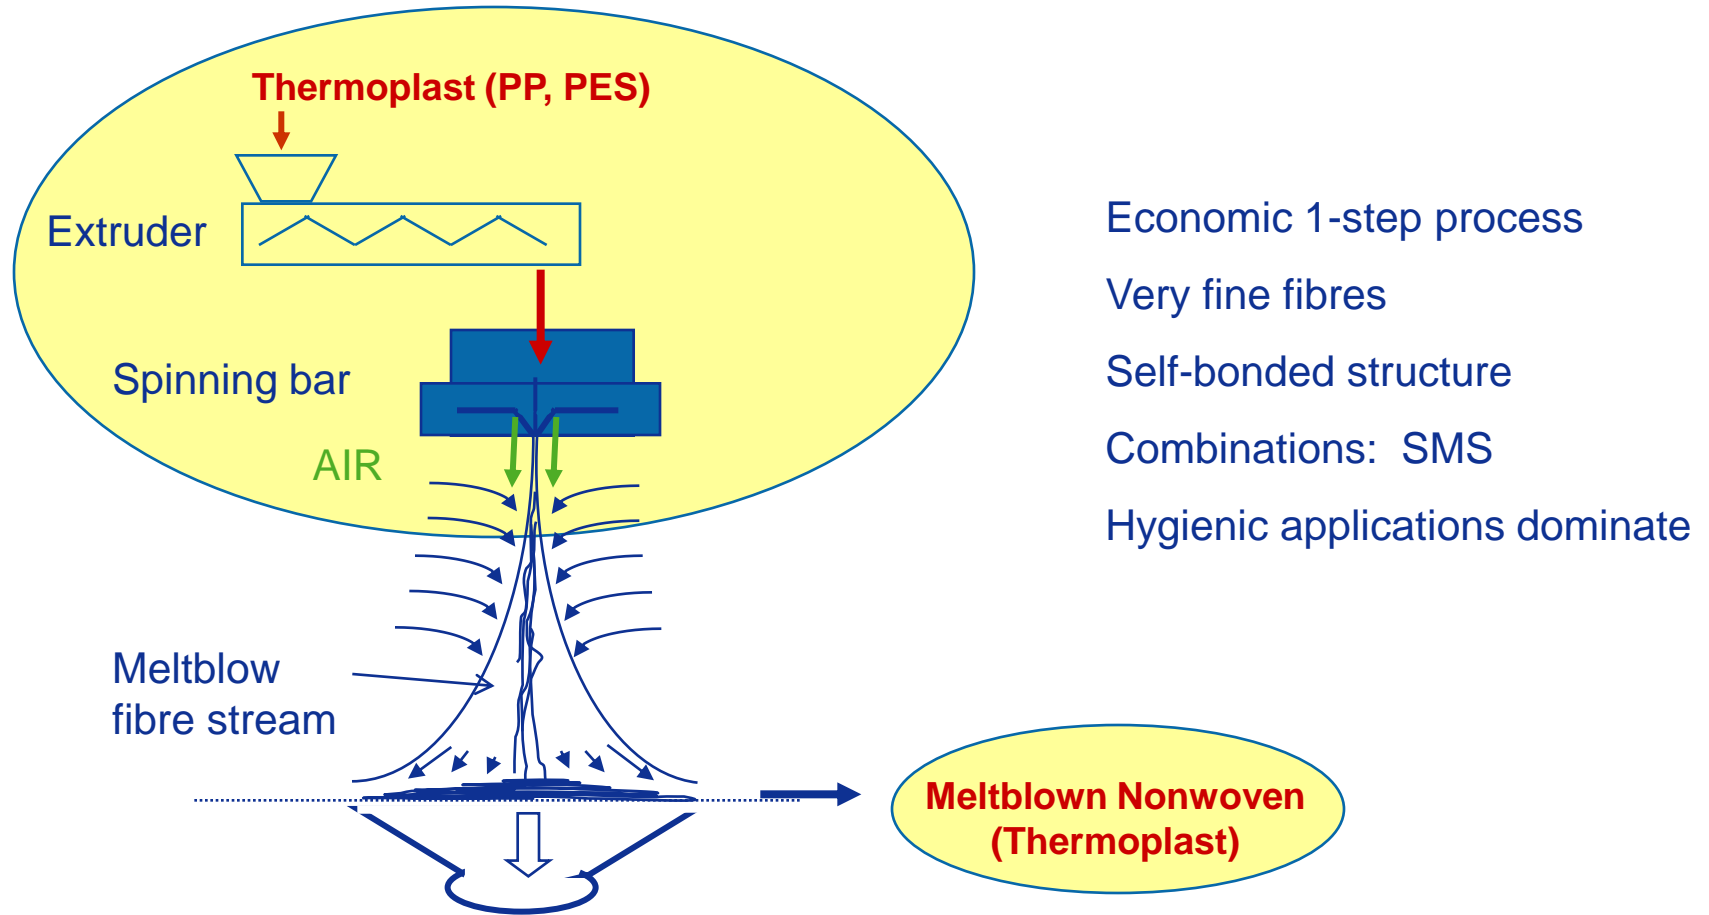 Thermoplast (PP, PES)
Extruder
Spinning bar
AIR
Meltblow
fibre stream
Economic 1-step process
Very fine fibres
Self-bonded structure
Combinations:  SMS
Hygienic applications dominate
Meltblown Nonwoven
(Thermoplast)